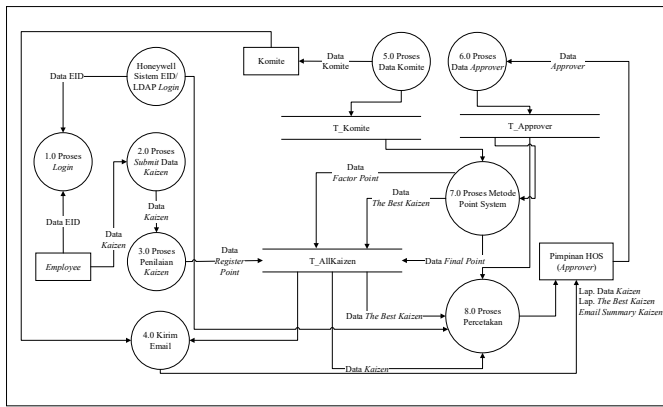 Honeywell
Sistem EID/
LDAP Login
Data EID
Komite
Data
Komite
5.0 Proses
Data Komite
6.0 Proses
Data Approver
Data
Approver
T_Komite
T_Approver
1.0 Proses
Login
2.0 Proses
Submit Data
Kaizen
Data
Kaizen
Data EID
Data
Kaizen
Employee
3.0 Proses
Penilaian
Kaizen
Data
Register
Point
Data
Factor Point
Data
The Best Kaizen
7.0 Proses Metode
Point System
T_AllKaizen
Data Final Point
Pimpinan HOS
(Approver)
Lap. Data Kaizen
Lap. The Best Kaizen
Email Summary Kaizen
4.0 Kirim
Email
Data The Best Kaizen
8.0 Proses
Percetakan
Data Kaizen